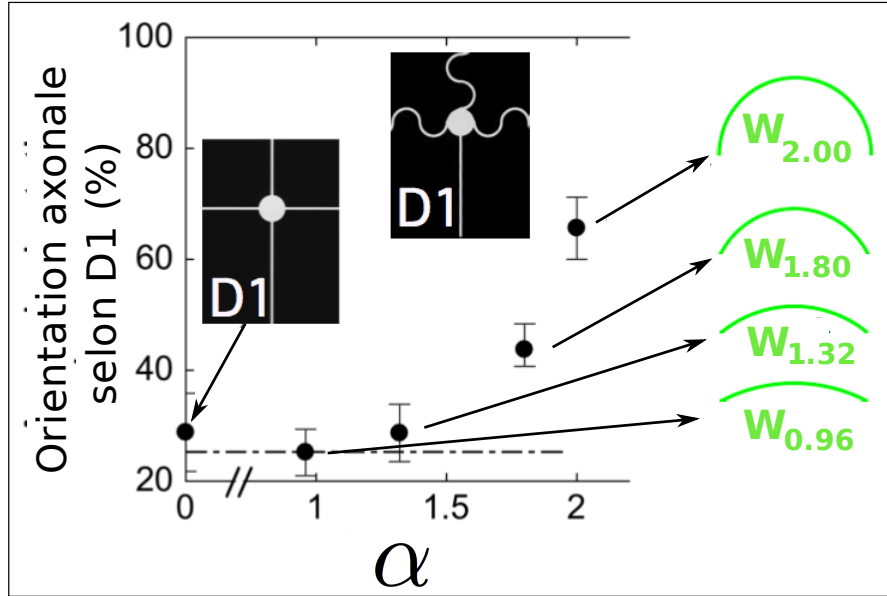 Orientation axonale
selon D1 (%)
100
80
60
40
20
0
1
1.5
2
α
D1
D1
W2.00
W1.80
W1.32
W0.96